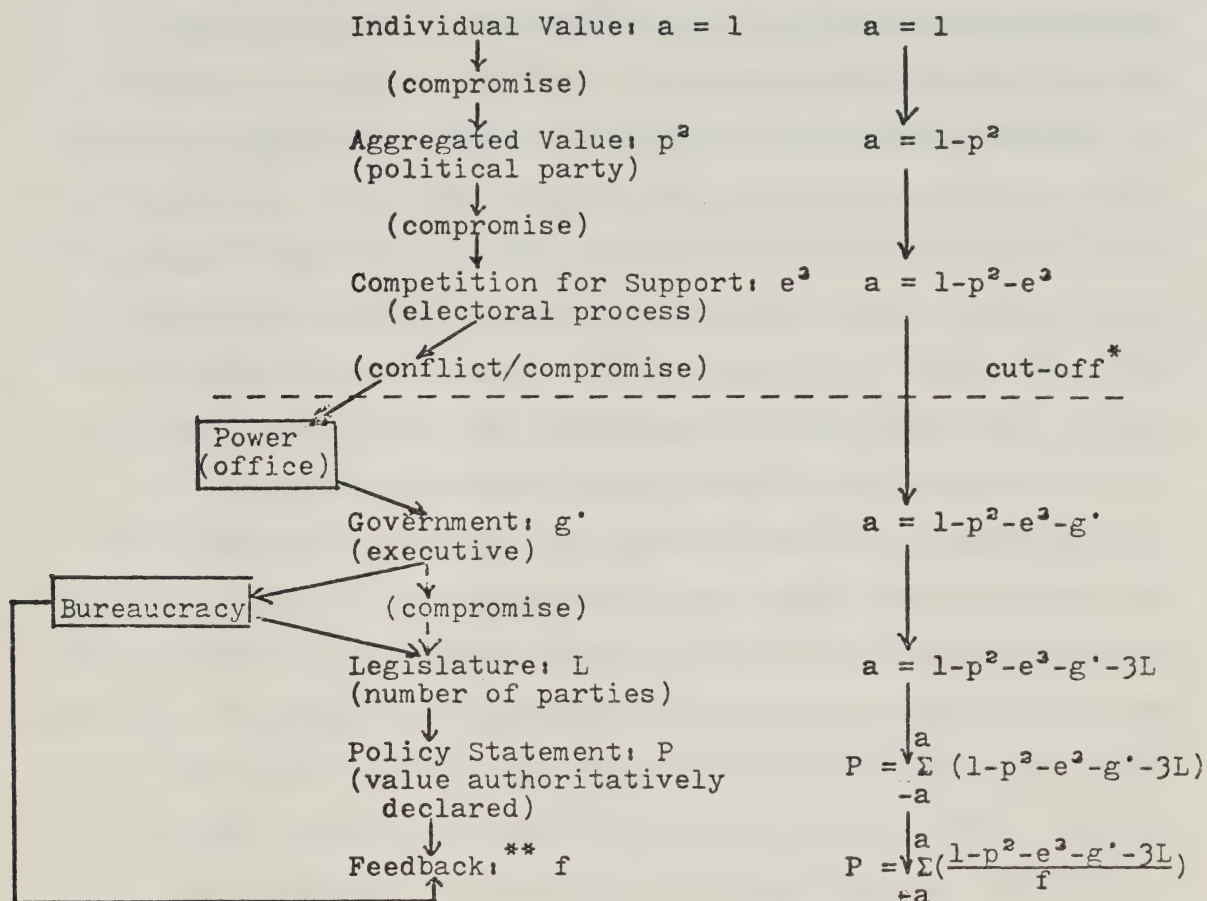 Individual Value: a = 1 a = 1
(compromise)
Aggregated Value: p² a = 1-p²
(political party)
(compromise)
Competition for Support: e³ a = 1-p²-e³
(electoral process)
(conflict/compromise) cut-off*
Power
(office)
Government: g· a = 1-p²-e³-g·
(executive)
Bureaucracy (compromise)
Legislature: L a = 1-p²-e³-g·-3L
(number of parties)
Policy Statement: P
(value authoritatively
declared)
a
P = Σ (1-p²-e³-g·-3L)
-a
Feedback:** f
a
P = Σ(1-p²-e³-g·-3L/f)
-a